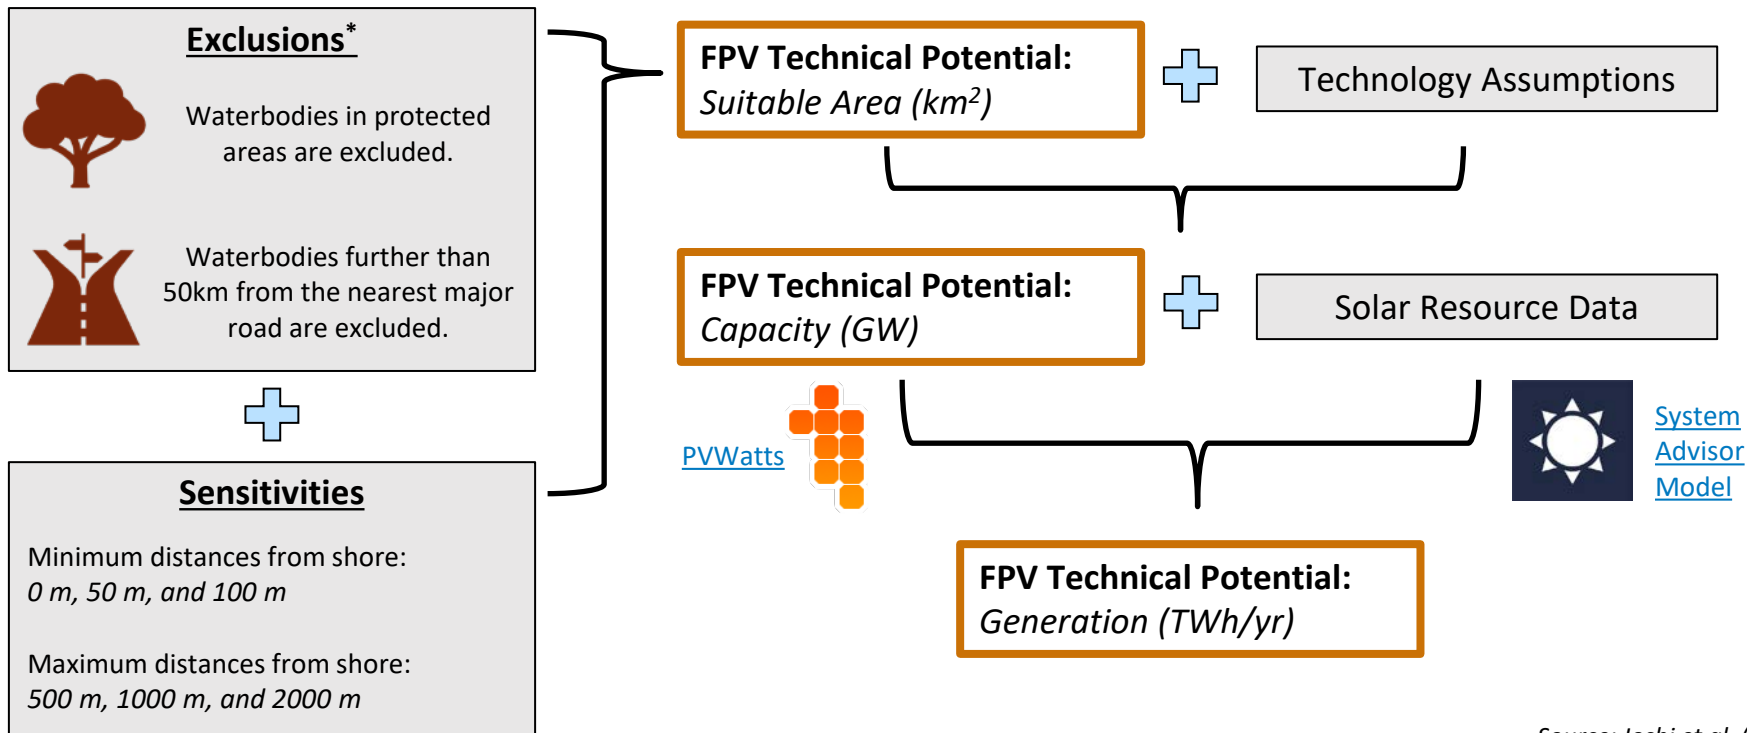 Exclusions*
Waterbodies in protected
areas are excluded.
Waterbodies further than
50km from the nearest major
road are excluded.
Sensitivities
Minimum distances from shore:
0 m, 50 m, and 100 m
Maximum distances from shore:
500 m, 1000 m, and 2000 m
FPV Technical Potential:
Suitable Area (km²)
Technology Assumptions
FPV Technical Potential:
Capacity (GW)
Solar Resource Data
PVWatts
System
Advisor
Model
FPV Technical Potential:
Generation (TWh/yr)